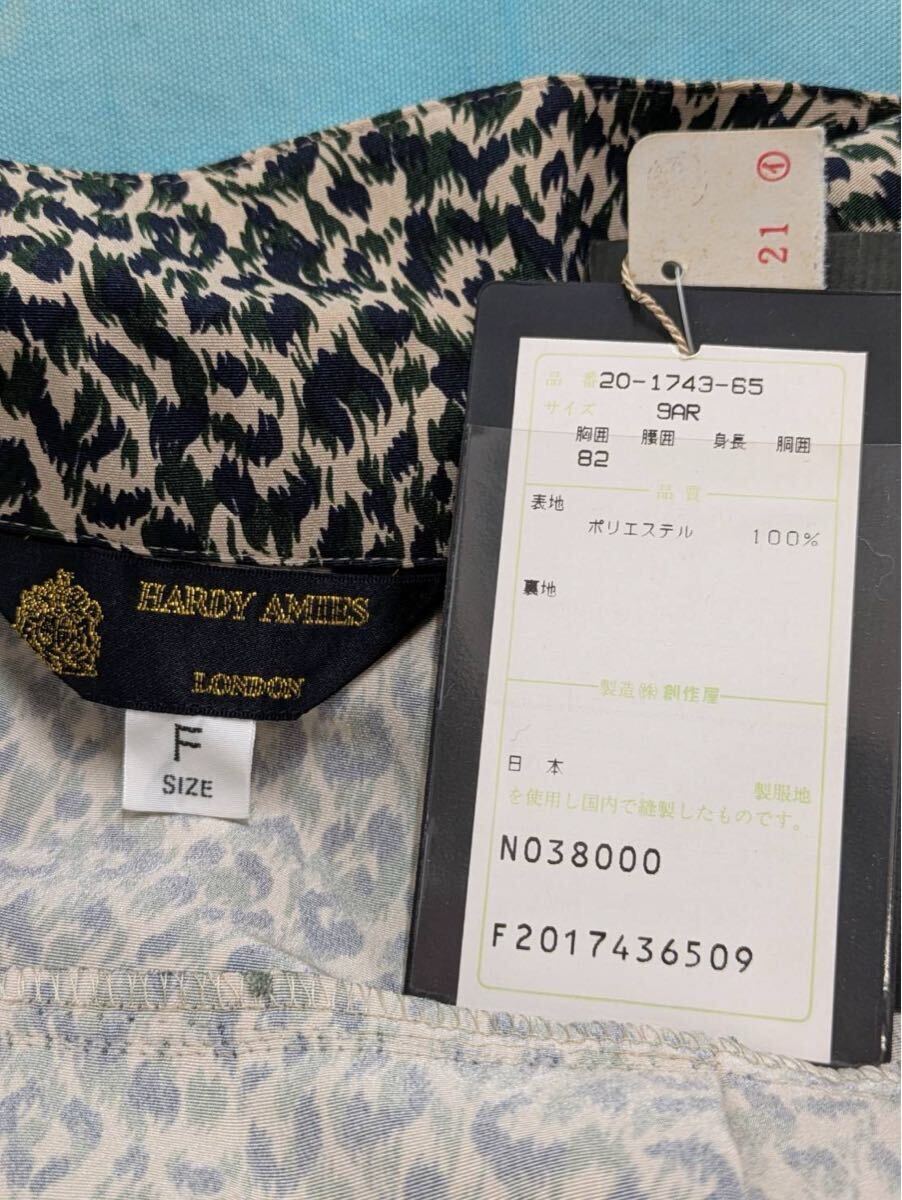 21 イ
品番 20-1743-65
サイズ 9AR
胸囲 腰囲 身長 胴囲
82
品質
表地
ポリエステル 100%
裏地
製造 ㈱ 創作屋
日本 製服地
を使用し国内で縫製したものです。
N038000
F2017436509
HARDY AMIES
LONDON
F
SIZE